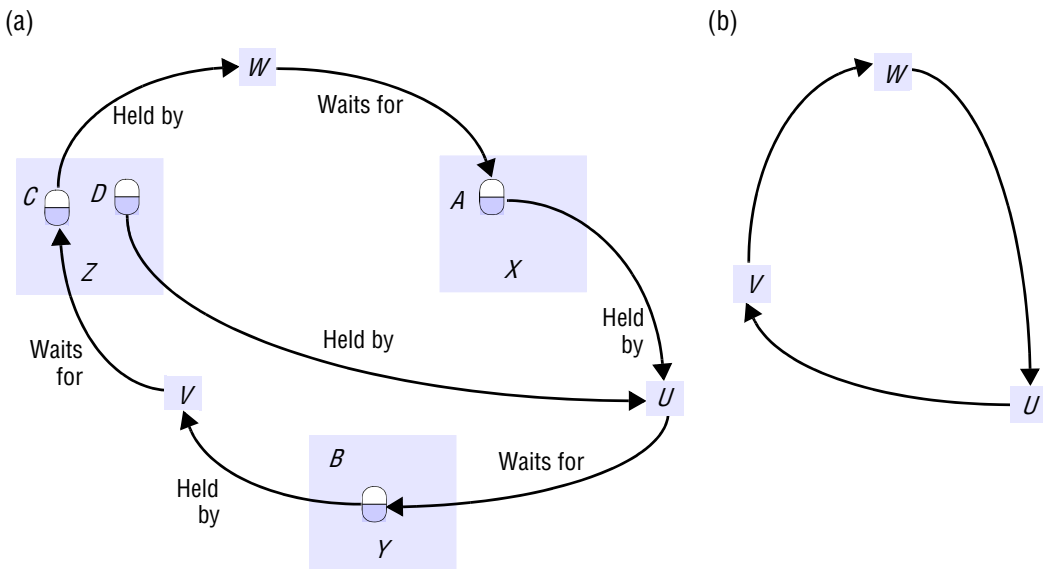 (a)
W
Held by
Waits for
C
D
Z
A
X
Held
by
Held by
Waits
for
V
U
B
Waits for
Held
by
Y
(b)
W
V
U